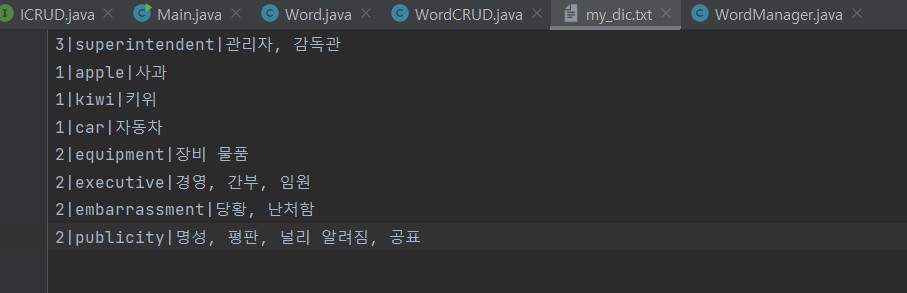 ICRUD.java Main.java Word.java WordCRUD.java my_dic.txt WordManager.java
3|superintendent|관리자, 감독관
1|apple|사과
1|kiwi|키위
1|car|자동차
2|equipment|장비 물품
2|executive|경영, 간부, 임원
2|embarrassment|당황, 난처함
2|publicity|명성, 평판, 널리 알려짐, 공표